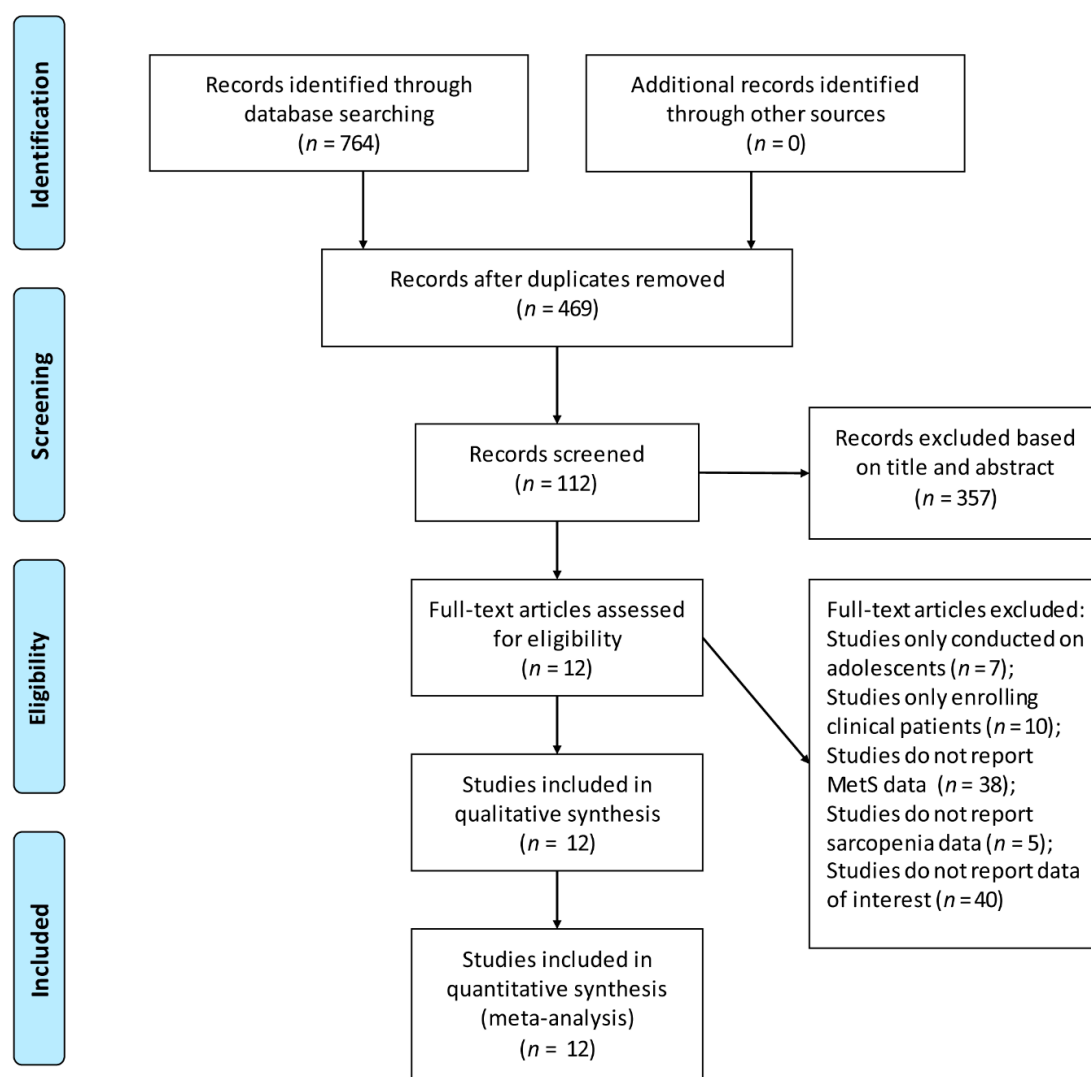 Identification
Records identified through
database searching
(n = 764)
Additional records identified
through other sources
(n = 0)
Records after duplicates removed
(n = 469)
Screening
Records screened
(n = 112)
Records excluded based
on title and abstract
(n = 357)
Eligibility
Full-text articles assessed
for eligibility
(n = 12)
Full-text articles excluded:
Studies only conducted on
adolescents (n = 7);
Studies only enrolling
clinical patients (n = 10);
Studies do not report
MetS data (n = 38);
Studies do not report
sarcopenia data (n = 5);
Studies do not report data
of interest (n = 40)
Studies included in
qualitative synthesis
(n = 12)
Included
Studies included in
quantitative synthesis
(meta-analysis)
(n = 12)